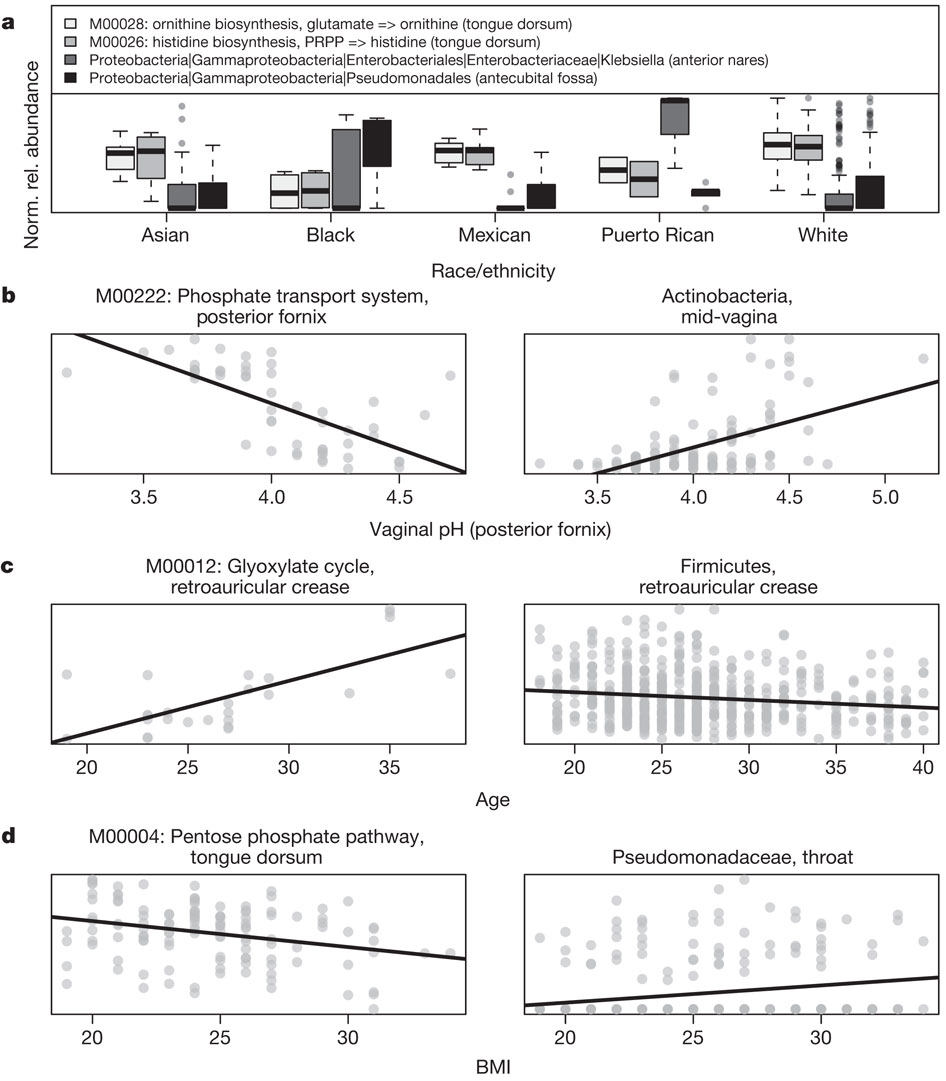 a
M00028: ornithine biosynthesis, glutamate => ornithine (tongue dorsum)
M00026: histidine biosynthesis, PRPP => histidine (tongue dorsum)
Proteobacteria|Gammaproteobacteria|Enterobacteriales|Enterobacteriaceae|Klebsiella (anterior nares)
Proteobacteria|Gammaproteobacteria|Pseudomonadales (antecubital fossa)
Norm. rel. abundance
Asian Black Mexican Puerto Rican White
Race/ethnicity
b
M00222: Phosphate transport system,
posterior fornix
Actinobacteria,
mid-vagina
3.5 4.0 4.5
3.5 4.0 4.5 5.0
Vaginal pH (posterior fornix)
c
M00012: Glyoxylate cycle,
retroauricular crease
Firmicutes,
retroauricular crease
20 25 30 35
20 25 30 35 40
Age
d
M00004: Pentose phosphate pathway,
tongue dorsum
Pseudomonadaceae, throat
20 25 30
20 25 30
BMI